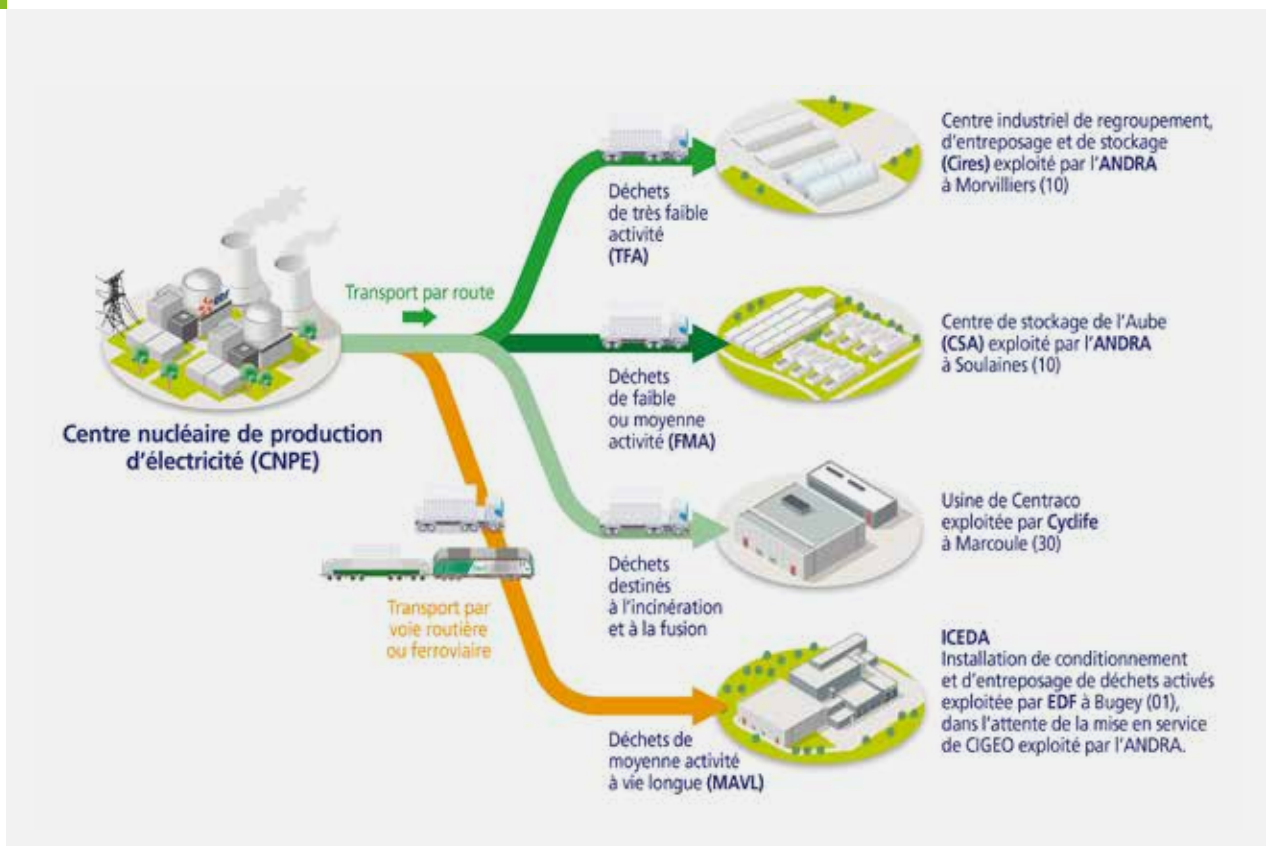 Centre industriel de regroupement,
d'entreposage et de stockage
(Cires) exploité par l'ANDRA
à Morvilliers (10)
Déchets
de très faible
activité
(TFA)
Transport par route
edf
Centre de stockage de l'Aube
(CSA) exploité par l'ANDRA
à Soulaines (10)
Déchets
de faible
ou moyenne
activité (FMA)
Centre nucléaire de production
d'électricité (CNPE)
Usine de Centraco
exploitée par Cyclife
à Marcoule (30)
Déchets
destinés
à l'incinération
et à la fusion
Transport par
voie routière
ou ferroviaire
ICEDA
Installation de conditionnement
et d'entreposage de déchets activés
exploitée par EDF à Bugey (01),
dans l'attente de la mise en service
de CIGEO exploité par l'ANDRA.
Déchets de
moyenne activité
à vie longue (MAVL)